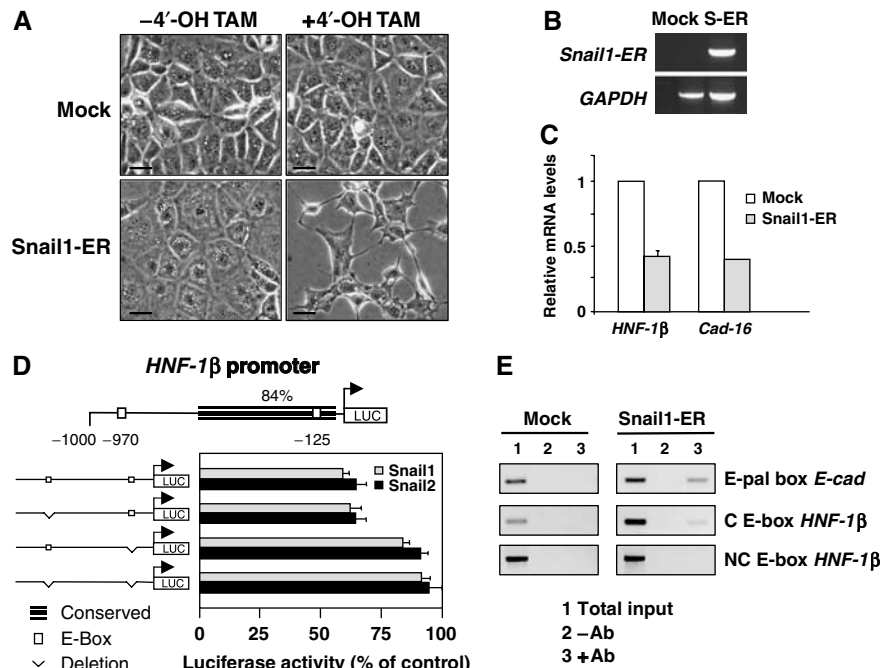 A
−4′-OH TAM
+4′-OH TAM
Mock
Snail1-ER
B
Mock S-ER
Snail1-ER
GAPDH
C
Relative mRNA levels
1
0.5
0
Mock
Snail1-ER
HNF-1β
Cad-16
D
HNF-1β promoter
84%
LUC
−1000
−970
−125
Snail1
Snail2
LUC
LUC
LUC
LUC
Conserved
E-Box
Deletion
0
25
50
75
100
Luciferase activity (% of control)
E
Mock
Snail1-ER
1 2 3
1 2 3
E-pal box E-cad
C E-box HNF-1β
NC E-box HNF-1β
1 Total input
2 −Ab
3 +Ab